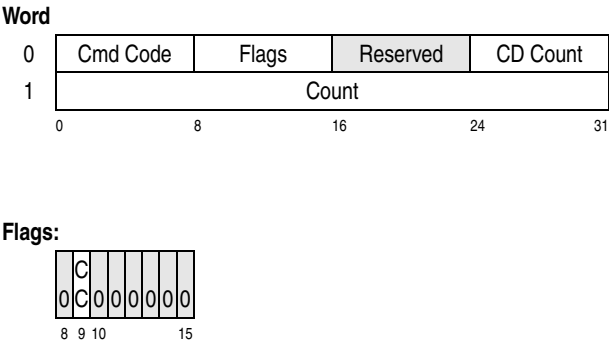 Word
0 Cmd Code Flags Reserved CD Count
1 Count
0 8 16 24 31
Flags:
C
0 C 0 0 0 0 0 0
8 9 10 15